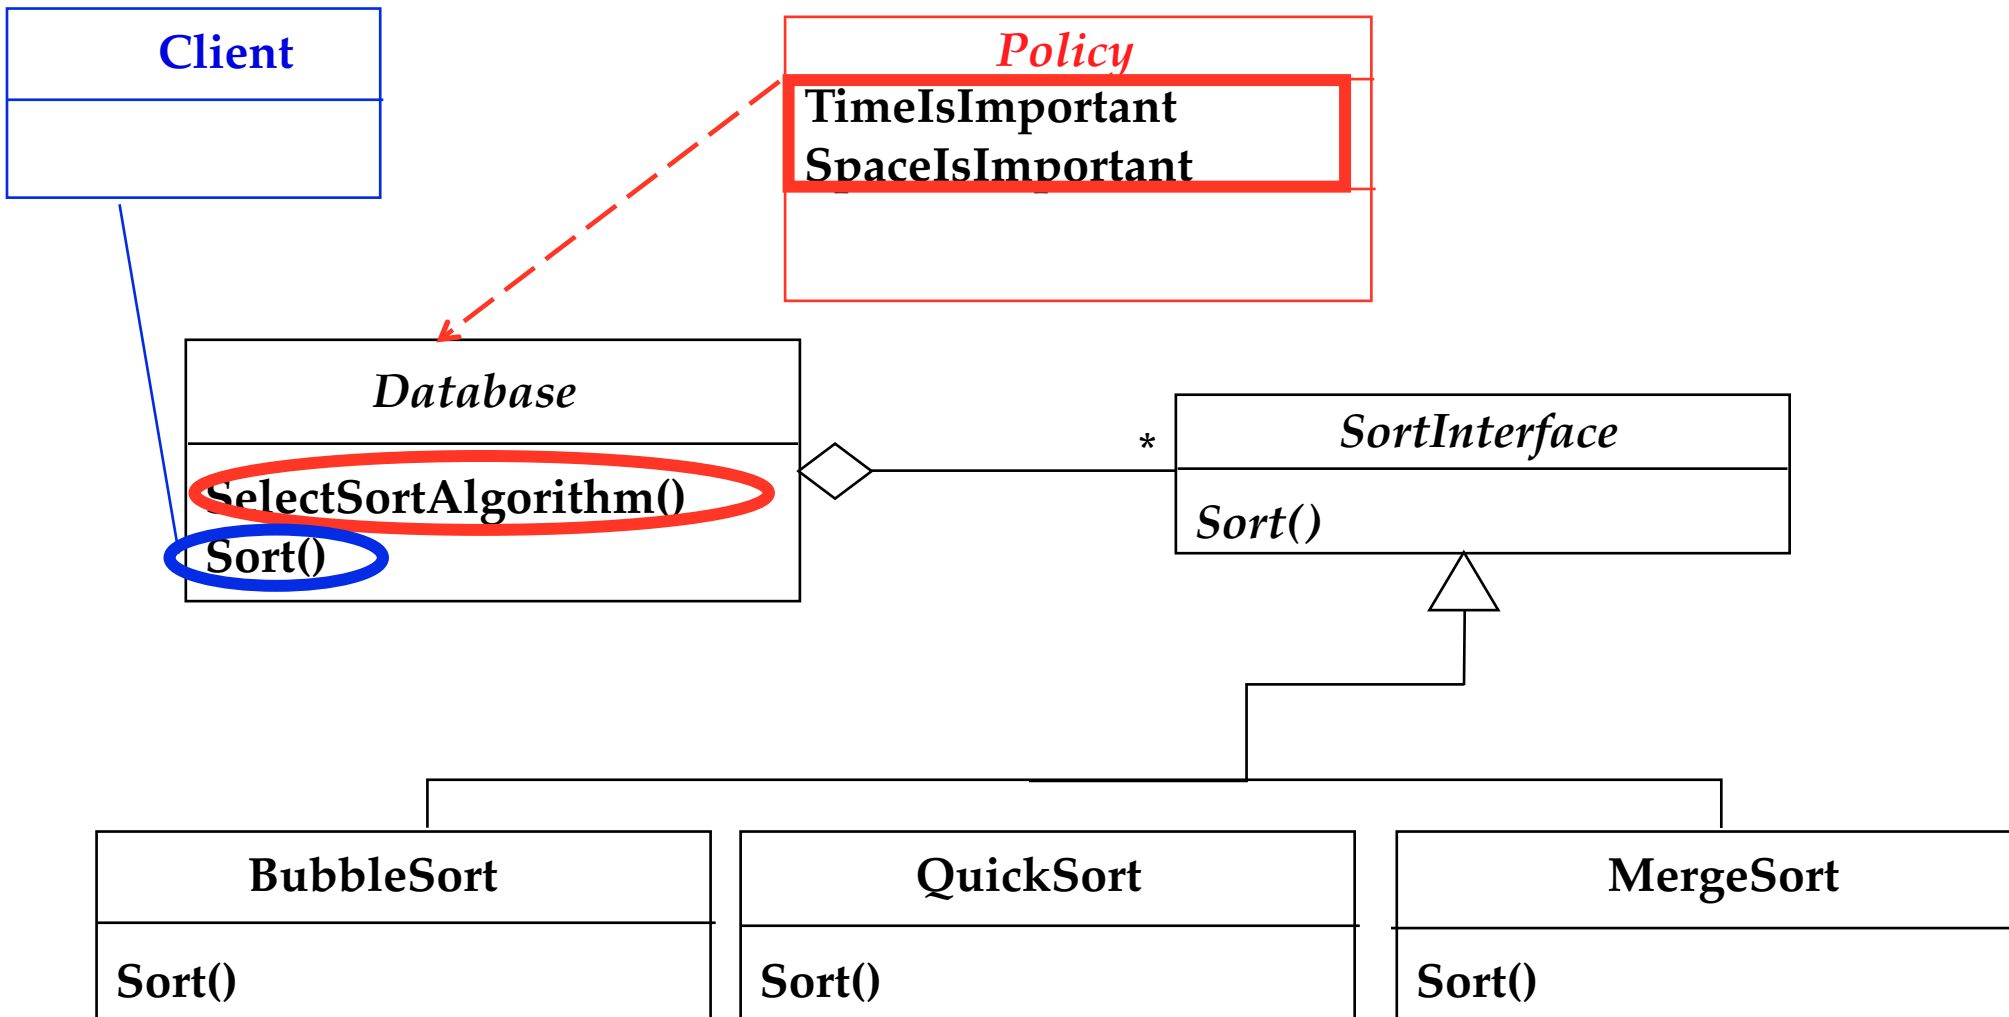 Client
Policy
TimeIsImportant
SpaceIsImportant
Database
SelectSortAlgorithm()
Sort()
*
SortInterface
Sort()
BubbleSort
Sort()
QuickSort
Sort()
MergeSort
Sort()